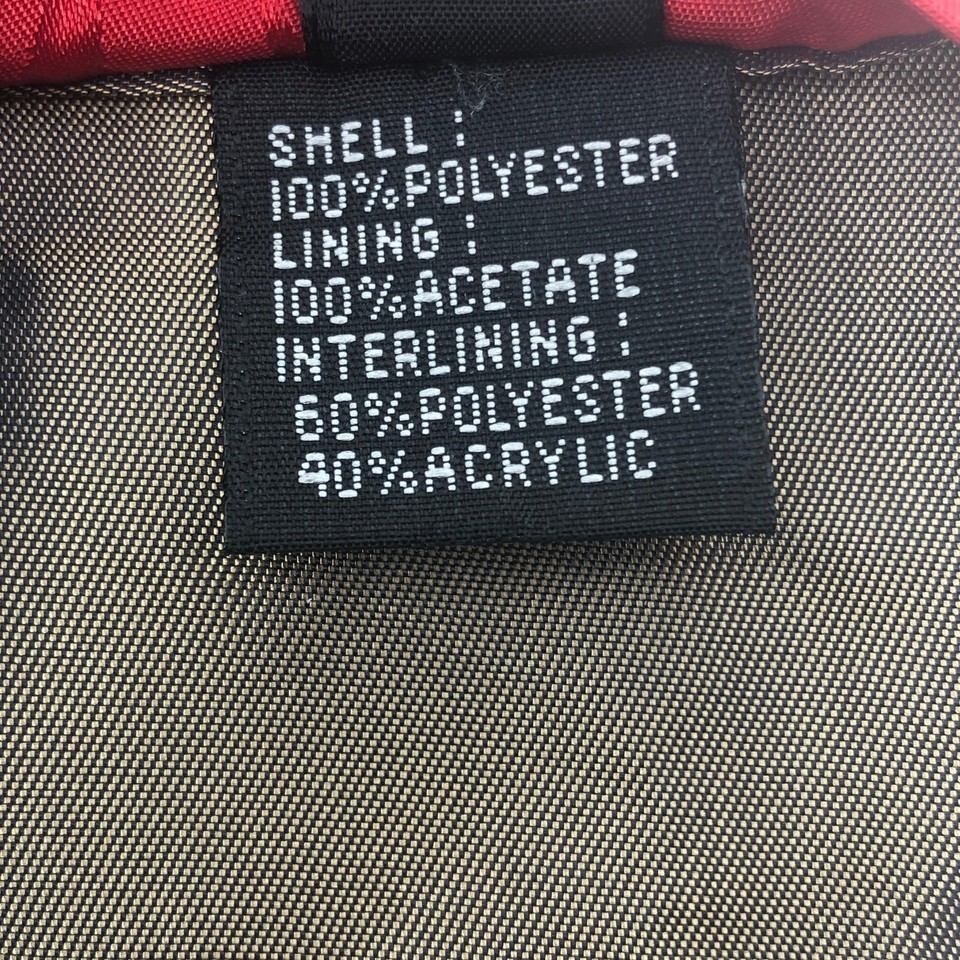 SHELL :
100%POLYESTER
LINING :
100%ACETATE
INTERLINING :
60%POLYESTER
40%ACRYLIC